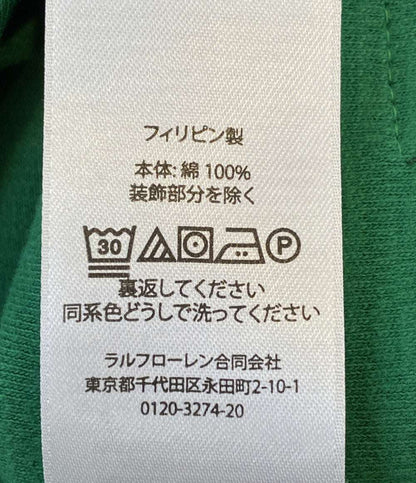 フィリピン製
本体: 綿 100%
装飾部分を除く
30 P
裏返してください
同系色どうしで洗ってください
ラルフローレン合同会社
東京都千代田区永田町2-10-1
0120-3274-20